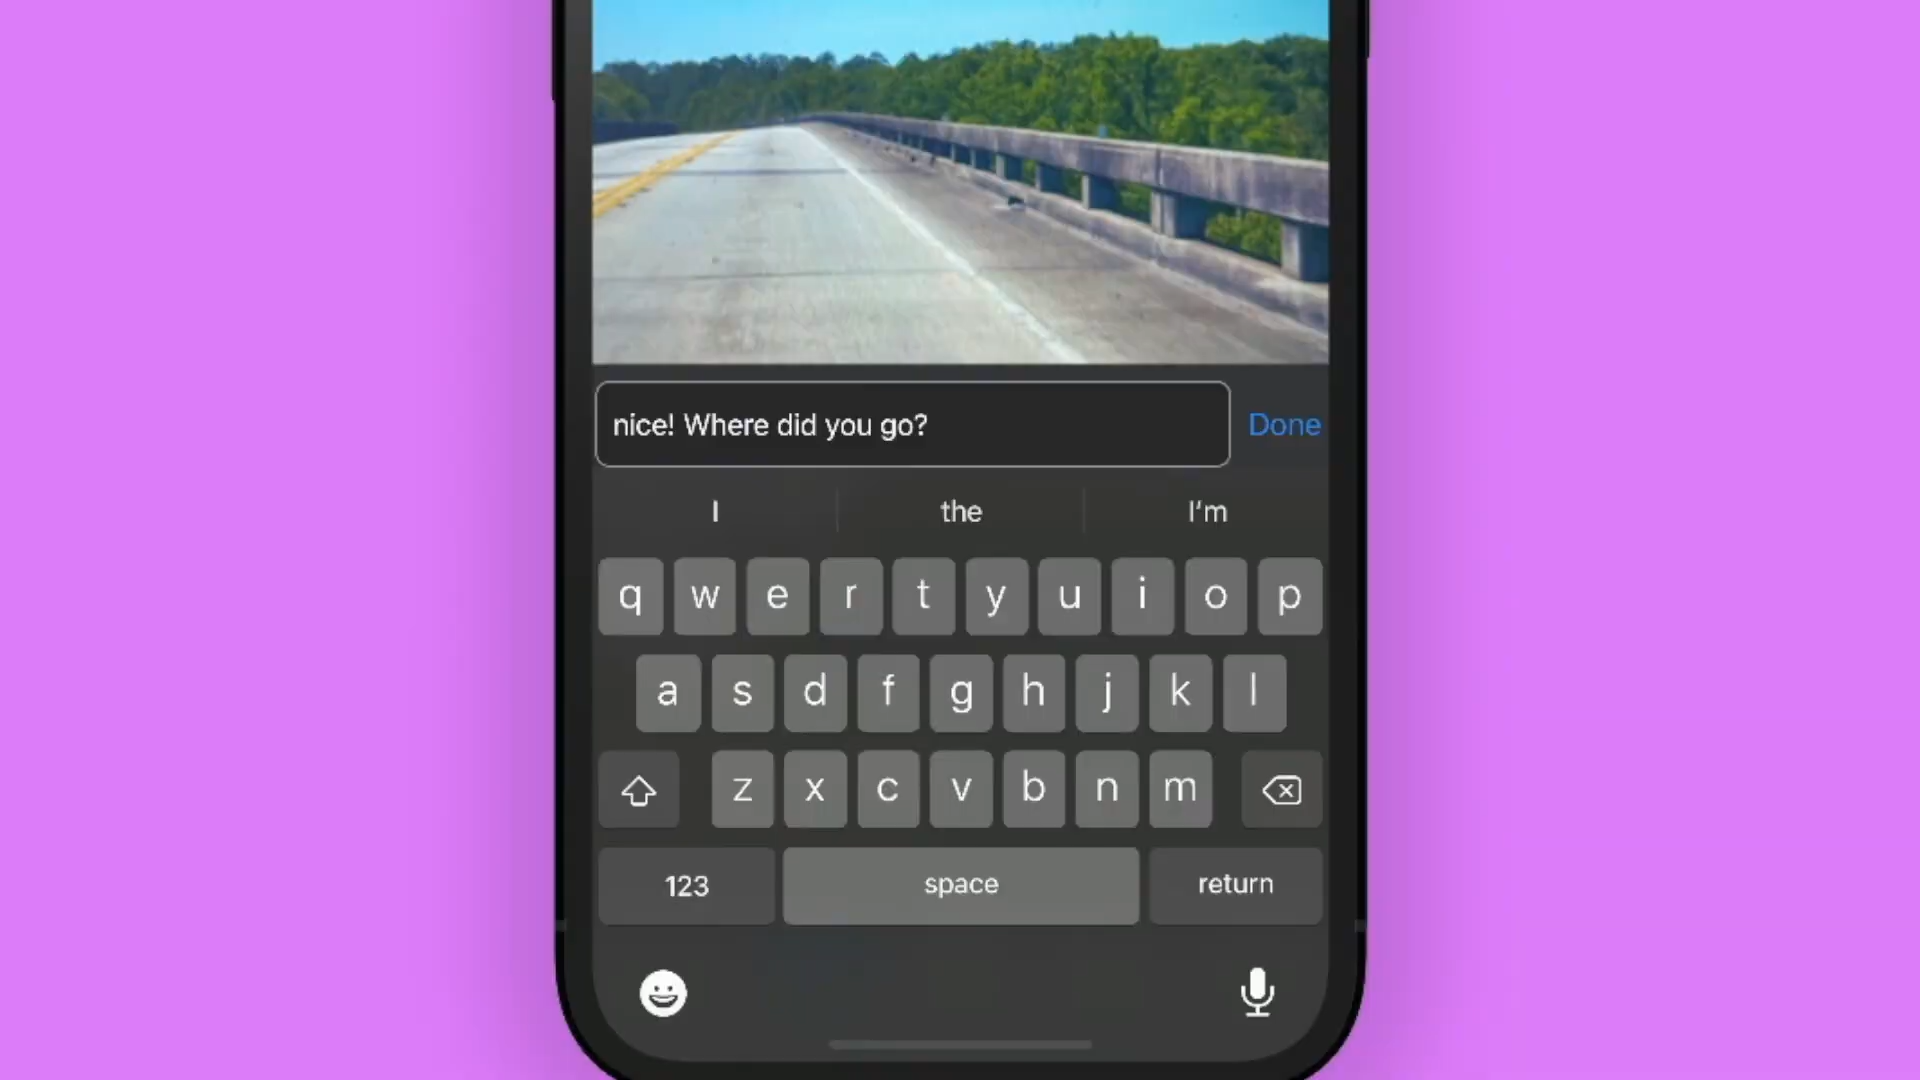 nice! Where did you go?
Done
I
the
I'm
q w e r t y u i o p
a s d f g h j k l
z x c v b n m
123
space
return